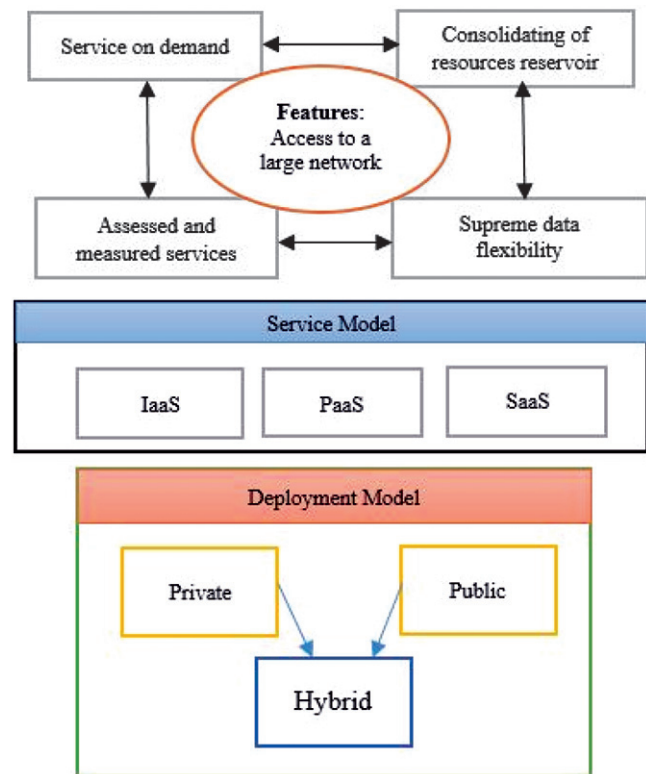 Service on demand
Consolidating of
resources reservoir
Features:
Access to a
large network
Assessed and
measured services
Supreme data
flexibility
Service Model
IaaS
PaaS
SaaS
Deployment Model
Private
Public
Hybrid